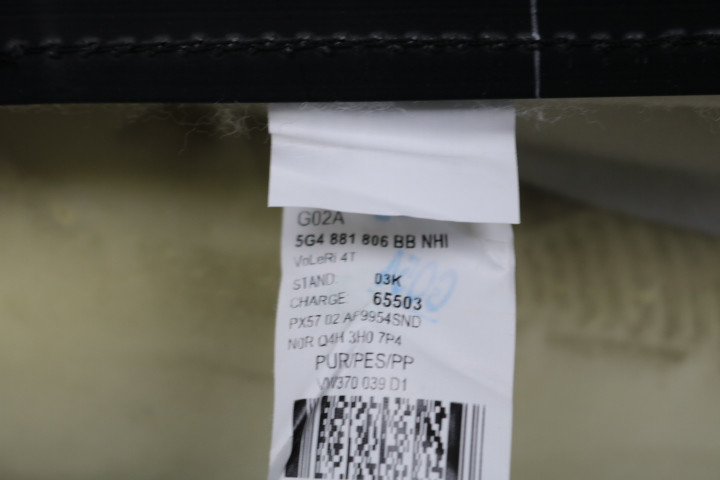 G02A
5G4 881 806 BB NHI
VoLeRi 4T
STAND: 03K
CHARGE: 65503
PX57 02 AF9954SND
N0R Q4H 3H0 7P4
PUR/PES/PP
VW370 039 D1